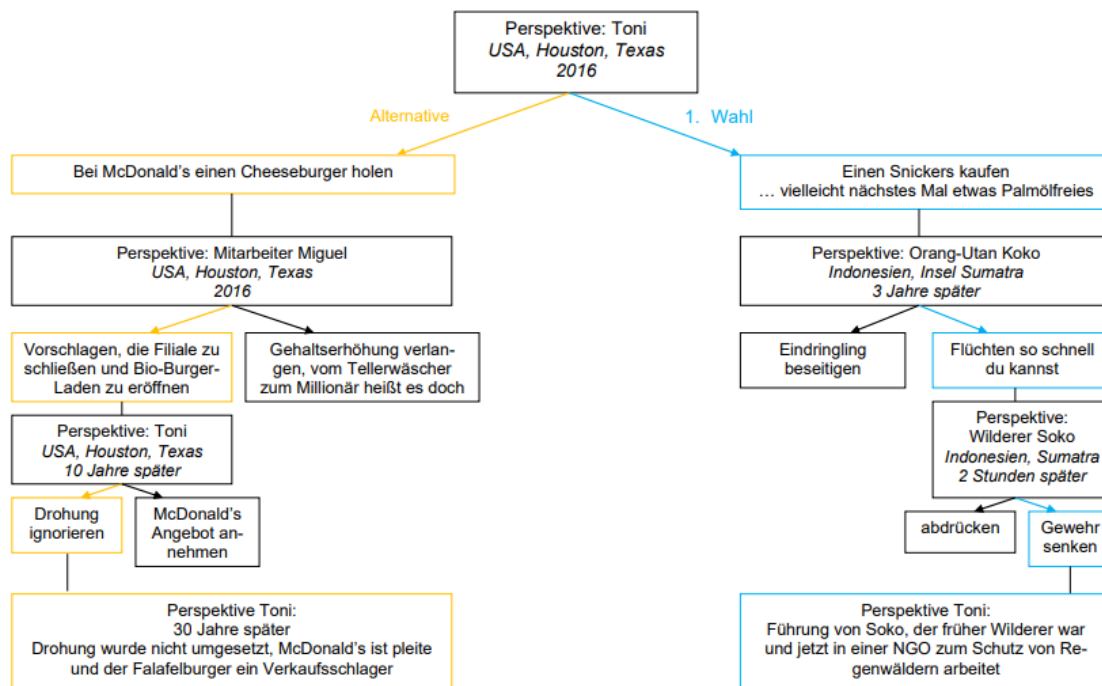 Perspektive: Toni
USA, Houston, Texas
2016
Alternative
1. Wahl
Bei McDonald’s einen Cheeseburger holen
Einen Snickers kaufen
… vielleicht nächstes Mal etwas Palmölfreies
Perspektive: Mitarbeiter Miguel
USA, Houston, Texas
2016
Perspektive: Orang-Utan Koko
Indonesien, Insel Sumatra
3 Jahre später
Vorschlagen, die Filiale zu
schließen und Bio-Burger-
Laden zu eröffnen
Gehaltserhöhung verlan-
gen, vom Tellerwäscher
zum Millionär heißt es doch
Eindringling
beseitigen
Flüchten so schnell
du kannst
Perspektive: Toni
USA, Houston, Texas
10 Jahre später
Perspektive:
Wilderer Soko
Indonesien, Sumatra
2 Stunden später
Drohung
ignorieren
McDonald’s
Angebot an-
nehmen
abdrücken
Gewehr
senken
Perspektive Toni:
30 Jahre später
Drohung wurde nicht umgesetzt, McDonald’s ist pleite
und der Falafelburger ein Verkaufsschlager
Perspektive Toni:
Führung von Soko, der früher Wilderer war
und jetzt in einer NGO zum Schutz von Re-
genwäldern arbeitet